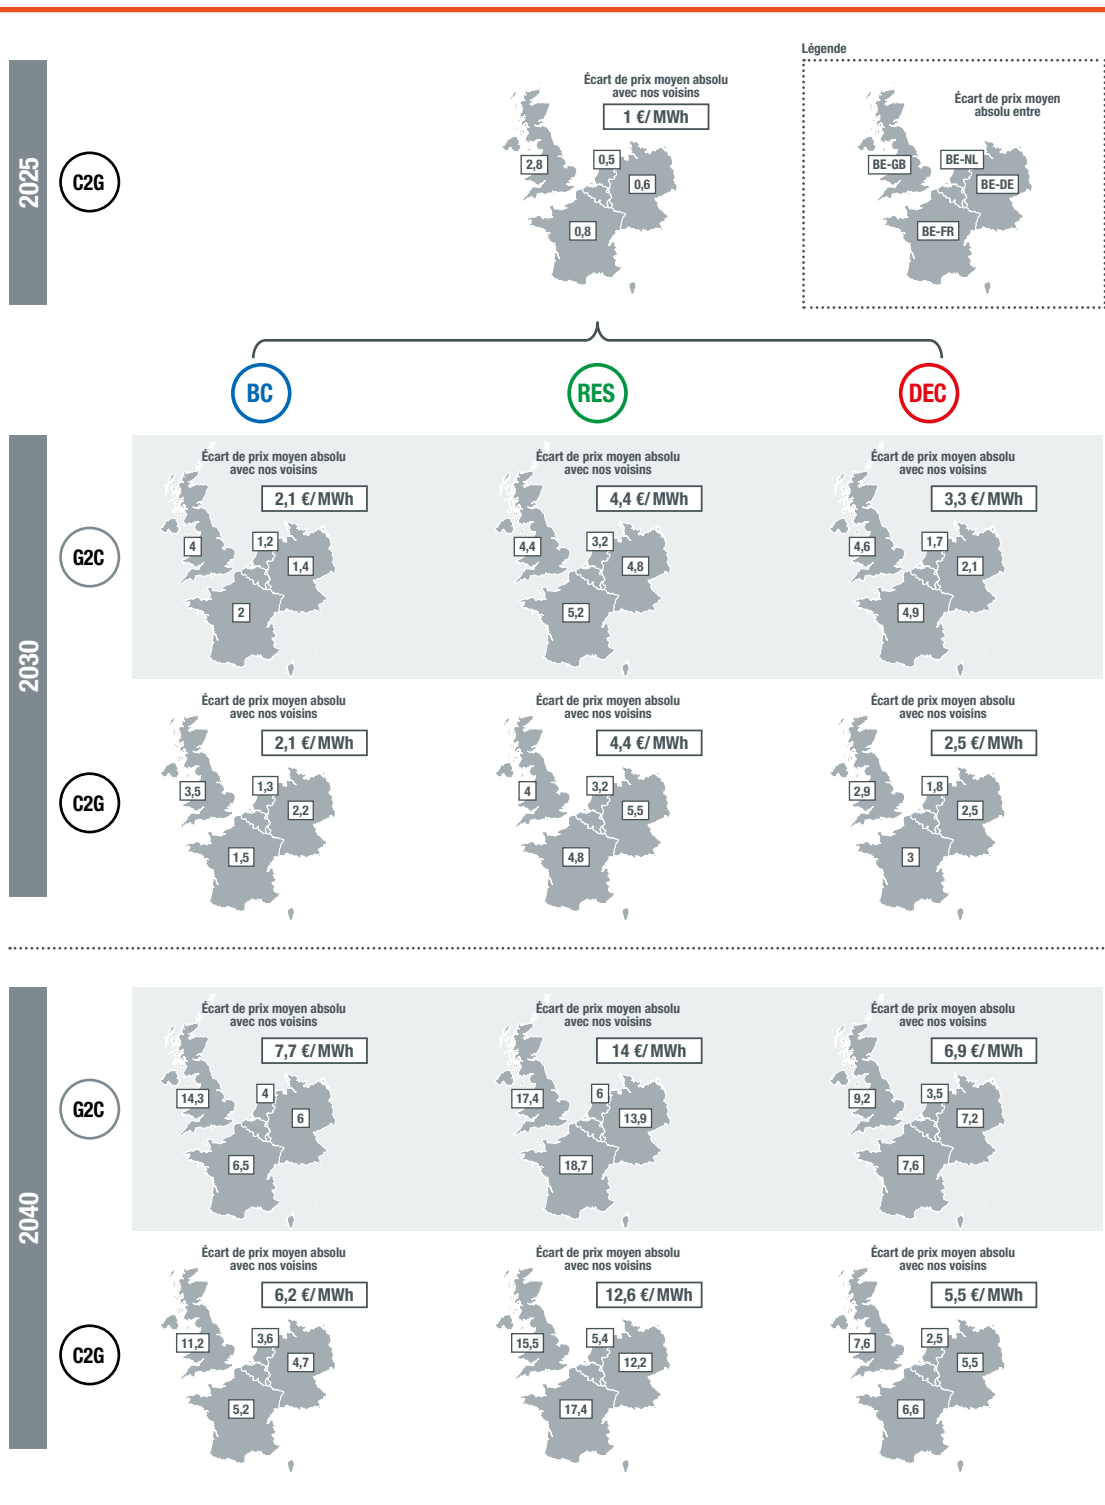 Légende
2025
C2G
Écart de prix moyen absolu
avec nos voisins
1 €/MWh
2,8
0,5
0,6
0,8
Écart de prix moyen
absolu entre
BE-GB
BE-NL
BE-DE
BE-FR
BC
RES
DEC
2030
G2C
Écart de prix moyen absolu
avec nos voisins
2,1 €/MWh
4
1,2
1,4
2
Écart de prix moyen absolu
avec nos voisins
4,4 €/MWh
4,4
3,2
4,8
5,2
Écart de prix moyen absolu
avec nos voisins
3,3 €/MWh
4,6
1,7
2,1
4,9
C2G
Écart de prix moyen absolu
avec nos voisins
2,1 €/MWh
3,5
1,3
2,2
1,5
Écart de prix moyen absolu
avec nos voisins
4,4 €/MWh
4
3,2
5,5
4,8
Écart de prix moyen absolu
avec nos voisins
2,5 €/MWh
2,9
1,8
2,5
3
2040
G2C
Écart de prix moyen absolu
avec nos voisins
7,7 €/MWh
14,3
4
6
6,5
Écart de prix moyen absolu
avec nos voisins
14 €/MWh
17,4
6
13,9
18,7
Écart de prix moyen absolu
avec nos voisins
6,9 €/MWh
9,2
3,5
7,2
7,6
C2G
Écart de prix moyen absolu
avec nos voisins
6,2 €/MWh
11,2
3,6
4,7
5,2
Écart de prix moyen absolu
avec nos voisins
12,6 €/MWh
15,5
5,4
12,2
17,4
Écart de prix moyen absolu
avec nos voisins
5,5 €/MWh
7,6
2,5
5,5
6,6